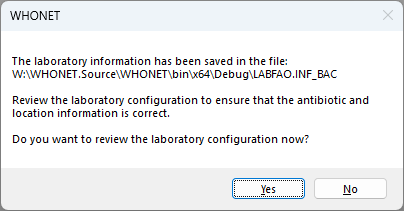 WHONET
The laboratory information has been saved in the file:
W:\WHONET.Source\WHONET\bin\x64\Debug\LABFAO.INF_BAC
Review the laboratory configuration to ensure that the antibiotic and
location information is correct.
Do you want to review the laboratory configuration now?
Yes
No